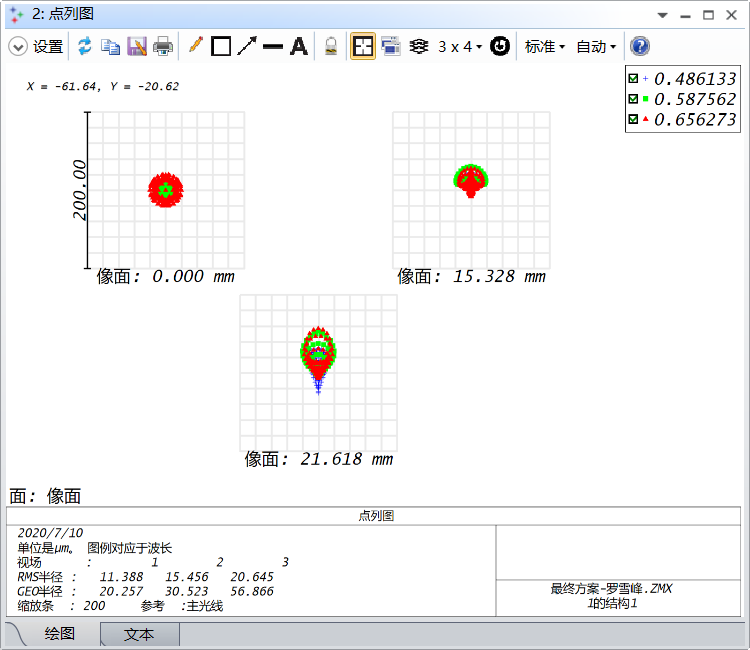 2: 点列图
设置
3 x 4
标准
自动
X = -61.64, Y = -20.62
0.486133
0.587562
0.656273
200.00
像面: 0.000 mm
像面: 15.328 mm
像面: 21.618 mm
面: 像面
点列图
2020/7/10
单位是µm。 图例对应于波长
视场 : 1 2 3
RMS半径 : 11.388 15.456 20.645
GEO半径 : 20.257 30.523 56.866
缩放条 : 200 参考 :主光线
最终方案-罗雪峰.ZMX
1的结构1
绘图
文本